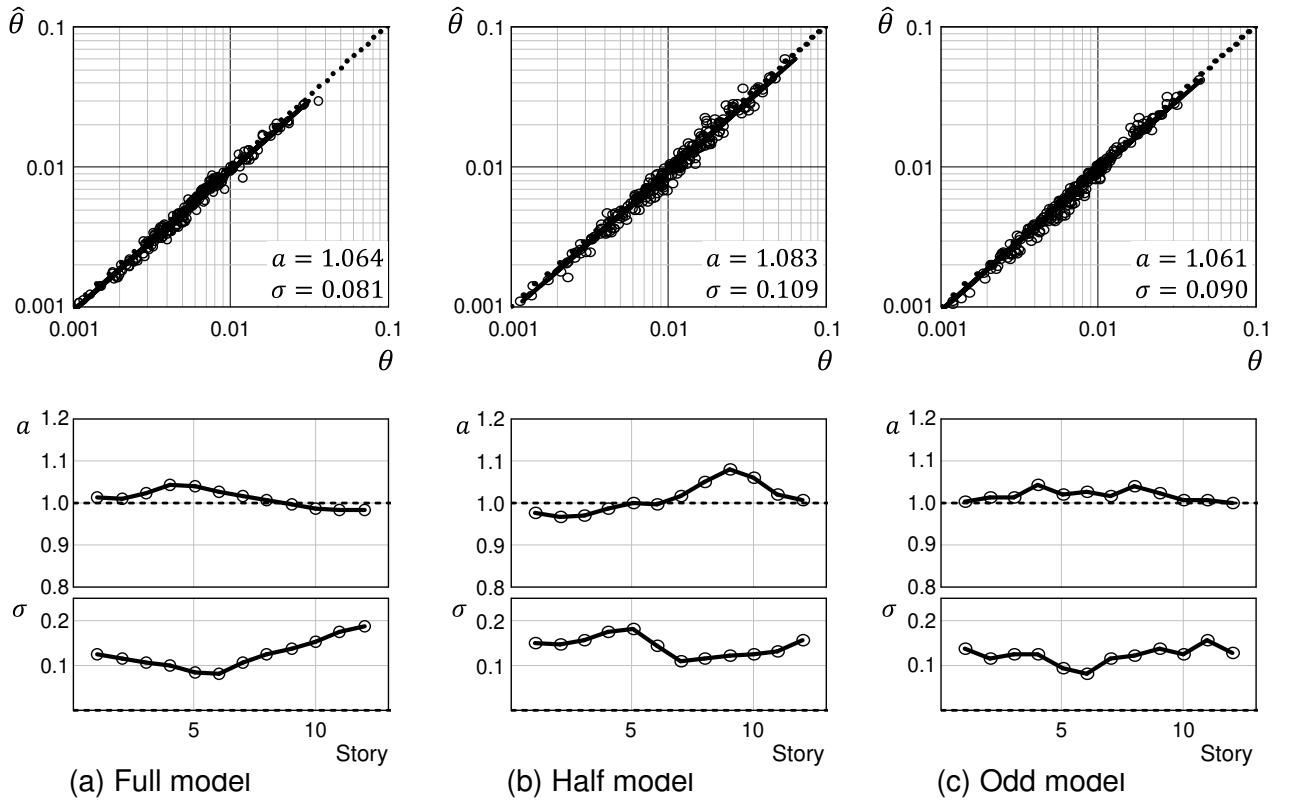 θ̂ 0.1
0.01
a = 1.064
σ = 0.081
0.001
0.001 0.01 0.1
θ
θ̂ 0.1
0.01
a = 1.083
σ = 0.109
0.001
0.001 0.01 0.1
θ
θ̂ 0.1
0.01
a = 1.061
σ = 0.090
0.001
0.001 0.01 0.1
θ
1.2
a
1.1
1.0
0.9
0.8
σ 0.2
0.1
5 10
Story
(a) Full model
1.2
a
1.1
1.0
0.9
0.8
σ 0.2
0.1
5 10
Story
(b) Half model
1.2
a
1.1
1.0
0.9
0.8
σ 0.2
0.1
5 10
Story
(c) Odd model